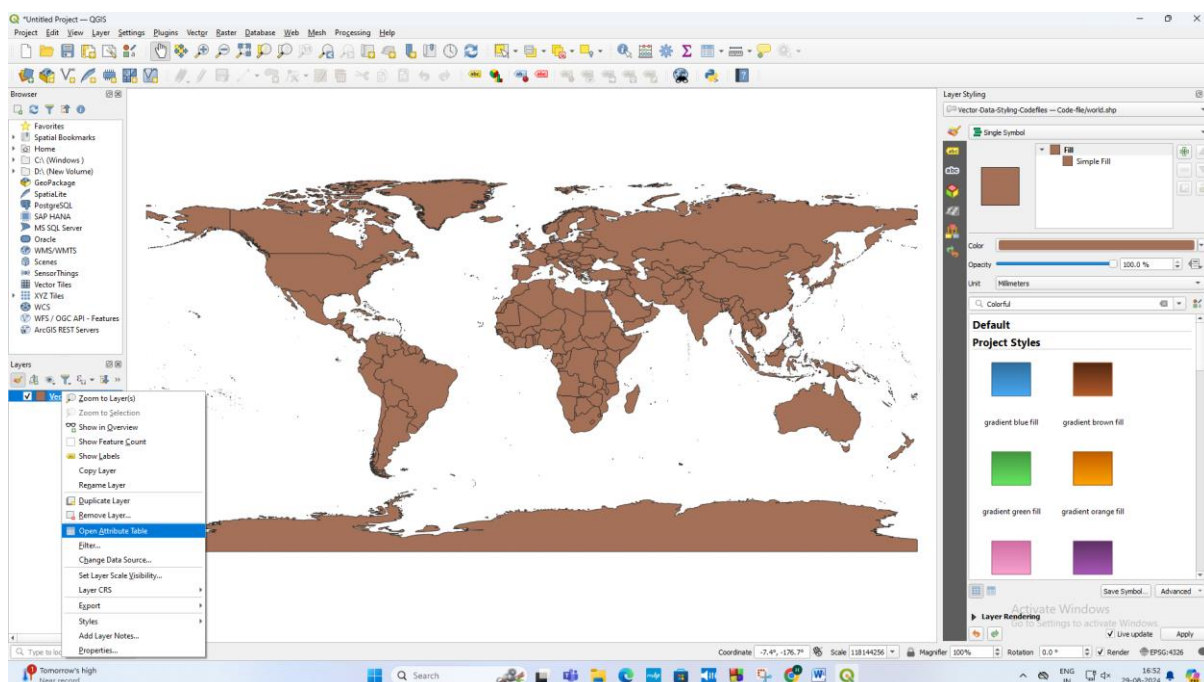 *Untitled Project — QGIS
Project Edit View Layer Settings Plugins Vector Raster Database Web Mesh Processing Help
Browser
Favorites
Spatial Bookmarks
Home
C:\ (Windows )
D:\ (New Volume)
GeoPackage
SpatiaLite
PostgreSQL
SAP HANA
MS SQL Server
Oracle
WMS/WMTS
Scenes
SensorThings
Vector Tiles
XYZ Tiles
WCS
WFS / OGC API - Features
ArcGIS REST Servers
Layers
Zoom to Layer(s)
Zoom to Selection
Show in Overview
Show Feature Count
Show Labels
Copy Layer
Rename Layer
Duplicate Layer
Remove Layer...
Open Attribute Table
Filter...
Change Data Source...
Set Layer Scale Visibility...
Layer CRS
Export
Styles
Add Layer Notes...
Properties...
Layer Styling
Vector-Data-Styling-Codefiles — Code-file/world.shp
Single Symbol
Fill
Simple Fill
Color
Opacity 100.0 %
Unit Millimeters
Colorful
Default
Project Styles
gradient blue fill gradient brown fill
gradient green fill gradient orange fill
Save Symbol... Advanced
Activate Windows
Go to Settings to activate Windows.
Layer Rendering
Live update Apply
Type to loc
Coordinate -7.4°, -176.7° Scale 118144256 Magnifier 100% Rotation 0.0 ° Render EPSG:4326
Tomorrow's high
Near record
Search
ENG
IN
16:52
29-08-2024